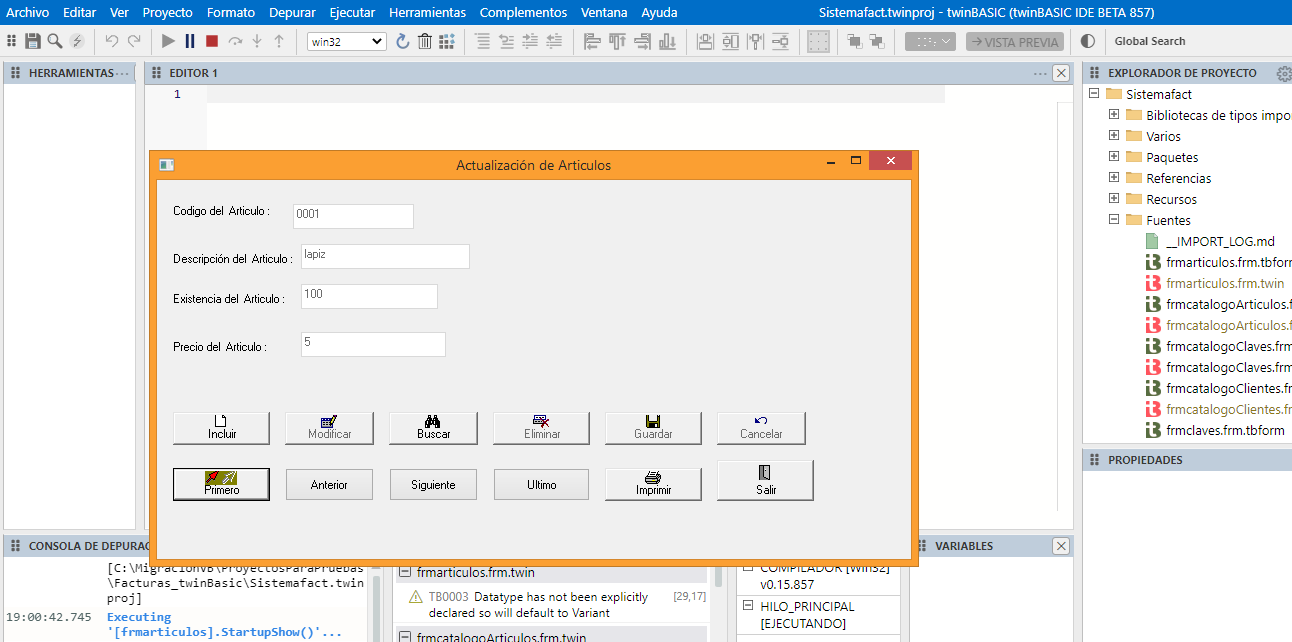 Archivo Editar Ver Proyecto Formato Depurar Ejecutar Herramientas Complementos Ventana Ayuda Sistemafact.twinproj - twinBASIC (twinBASIC IDE BETA 857)
win32 VISTA PREVIA Global Search
HERRAMIENTAS··· EDITOR 1 ··· EXPLORADOR DE PROYECTO
1
Sistemafact
Bibliotecas de tipos impo
Varios
Paquetes
Referencias
Recursos
Fuentes
__IMPORT_LOG.md
frmarticulos.frm.tbforn
frmarticulos.frm.twin
frmcatalogoArticulos.f
frmcatalogoArticulos.f
frmcatalogoClaves.frm
frmcatalogoClaves.frm
frmcatalogoClientes.fr
frmcatalogoClientes.fr
frmclaves.frm.tbform
PROPIEDADES
Actualización de Articulos
Codigo del Articulo : 0001
Descripción del Articulo : lapiz
Existencia del Articulo : 100
Precio del Articulo : 5
Incluir Modificar Buscar Eliminar Guardar Cancelar
Primero Anterior Siguiente Ultimo Imprimir Salir
CONSOLA DE DEPURAC
[C:\MigracionVB\ProyectosParaPruebas
\Facturas_twinBasic\Sistemafact.twin
proj]
19:00:42.745 Executing
'[frmarticulos].StartupShow()'...
frmarticulos.frm.twin
TB0003 Datatype has not been explicitly [29,17]
declared so will default to Variant
frmcatalogoArticulos.frm.twin
COMPILADOR [Win32]
v0.15.857
HILO_PRINCIPAL
[EJECUTANDO]
VARIABLES